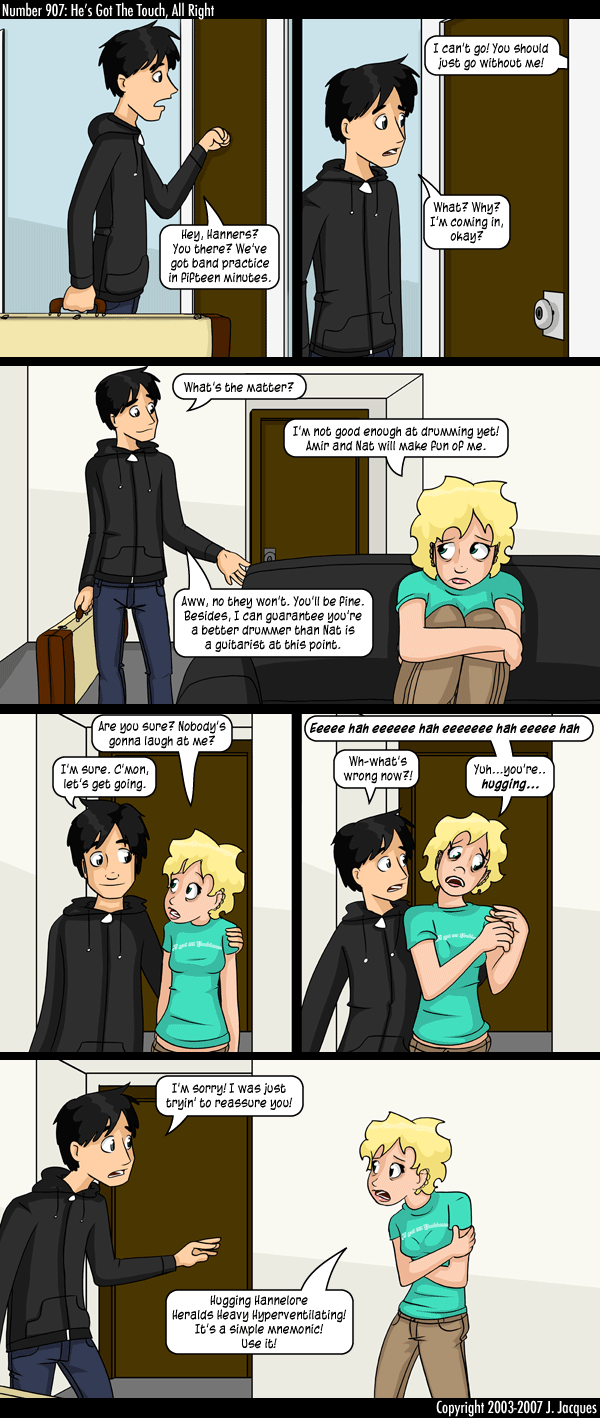 Number 907: He's Got The Touch, All Right
Hey, Hanners?
You there? We've
got band practice
in fifteen minutes.
I can't go! You should
just go without me!
What? Why?
I'm coming in,
okay?
What's the matter?
I'm not good enough at drumming yet!
Amir and Nat will make fun of me.
Aww, no they won't. You'll be fine.
Besides, I can guarantee you're
a better drummer than Nat is
a guitarist at this point.
Are you sure? Nobody's
gonna laugh at me?
I'm sure. C'mon,
let's get going.
Eeeee hah eeeeee hah eeeeeee hah eeeee hah
Wh-what's
wrong now?!
Yuh...you're..
hugging...
I'm sorry! I was just
tryin' to reassure you!
Hugging Hannelore
Heralds Heavy Hyperventilating!
It's a simple mnemonic!
Use it!
Copyright 2003-2007 J. Jacques